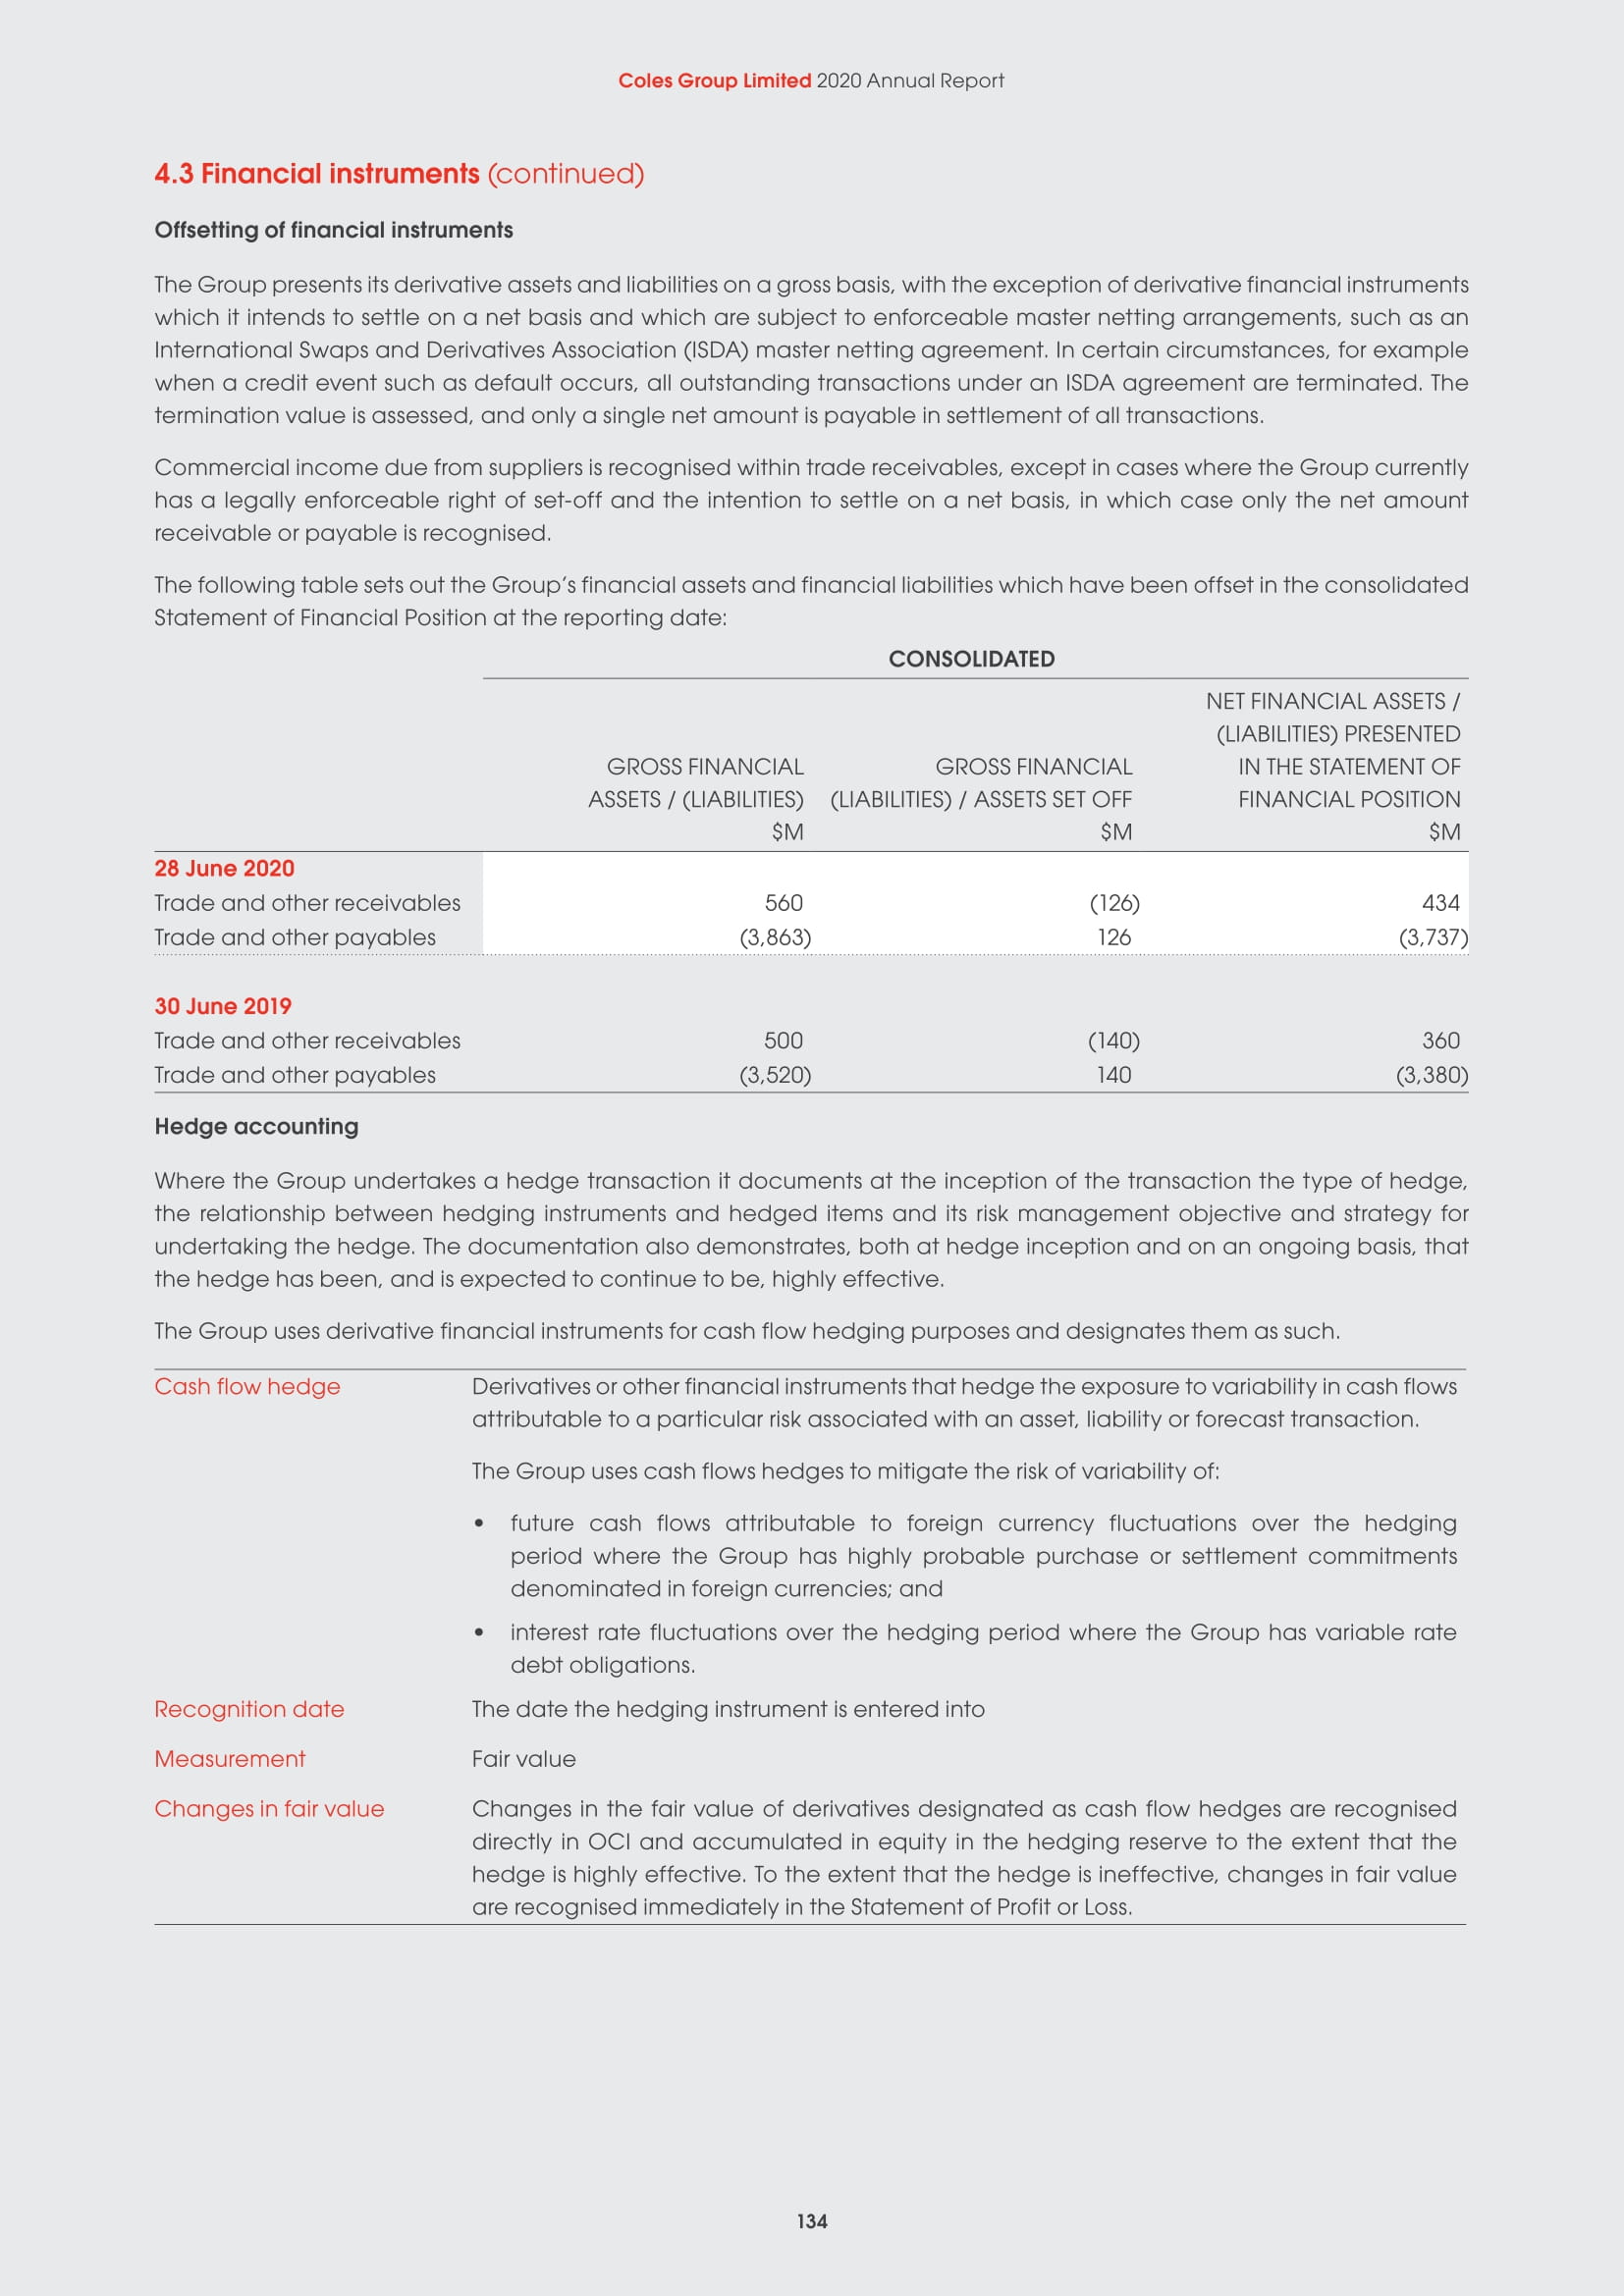 Coles Group Limited 2020 Annual Report
4.3 Financial instruments (continued)
Offsetting of financial instruments
The Group presents its derivative assets and liabilities on a gross basis, with the exception of derivative financial instruments
which it intends to settle on a net basis and which are subject to enforceable master netting arrangements, such as an
International Swaps and Derivatives Association (ISDA) master netting agreement. In certain circumstances, for example
when a credit event such as default occurs, all outstanding transactions under an ISDA agreement are terminated. The
termination value is assessed, and only a single net amount is payable in settlement of all transactions.
Commercial income due from suppliers is recognised within trade receivables, except in cases where the Group currently
has a legally enforceable right of set-off and the intention to settle on a net basis, in which case only the net amount
receivable or payable is recognised.
The following table sets out the Group’s financial assets and financial liabilities which have been offset in the consolidated
Statement of Financial Position at the reporting date:
CONSOLIDATED
NET FINANCIAL ASSETS /
(LIABILITIES) PRESENTED
GROSS FINANCIAL GROSS FINANCIAL IN THE STATEMENT OF
ASSETS / (LIABILITIES) (LIABILITIES) / ASSETS SET OFF FINANCIAL POSITION
$M $M $M
28 June 2020
Trade and other receivables 560 (126) 434
Trade and other payables (3,863) 126 (3,737)
30 June 2019
Trade and other receivables 500 (140) 360
Trade and other payables (3,520) 140 (3,380)
Hedge accounting
Where the Group undertakes a hedge transaction it documents at the inception of the transaction the type of hedge,
the relationship between hedging instruments and hedged items and its risk management objective and strategy for
undertaking the hedge. The documentation also demonstrates, both at hedge inception and on an ongoing basis, that
the hedge has been, and is expected to continue to be, highly effective.
The Group uses derivative financial instruments for cash flow hedging purposes and designates them as such.
Cash flow hedge Derivatives or other financial instruments that hedge the exposure to variability in cash flows
attributable to a particular risk associated with an asset, liability or forecast transaction.
The Group uses cash flows hedges to mitigate the risk of variability of:
• future cash flows attributable to foreign currency fluctuations over the hedging
period where the Group has highly probable purchase or settlement commitments
denominated in foreign currencies; and
• interest rate fluctuations over the hedging period where the Group has variable rate
debt obligations.
Recognition date The date the hedging instrument is entered into
Measurement Fair value
Changes in fair value Changes in the fair value of derivatives designated as cash flow hedges are recognised
directly in OCI and accumulated in equity in the hedging reserve to the extent that the
hedge is highly effective. To the extent that the hedge is ineffective, changes in fair value
are recognised immediately in the Statement of Profit or Loss.
134